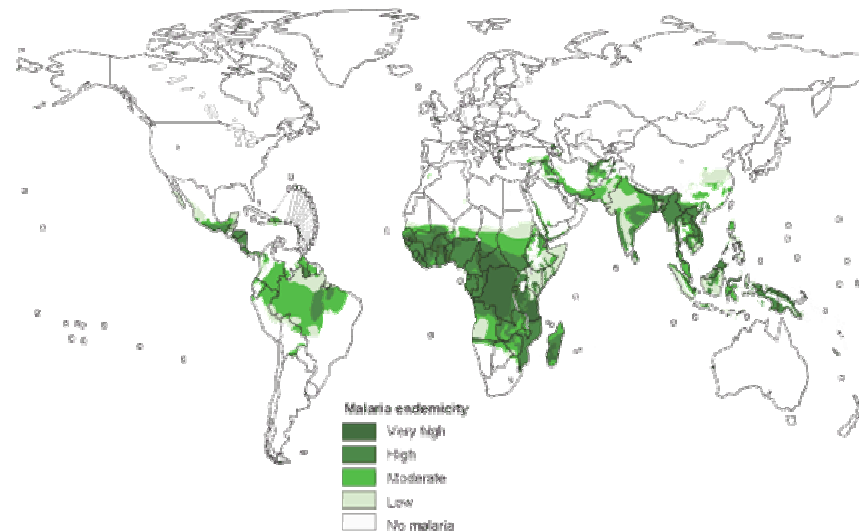 Malaria endemicity
Very high
High
Moderate
Low
No malaria